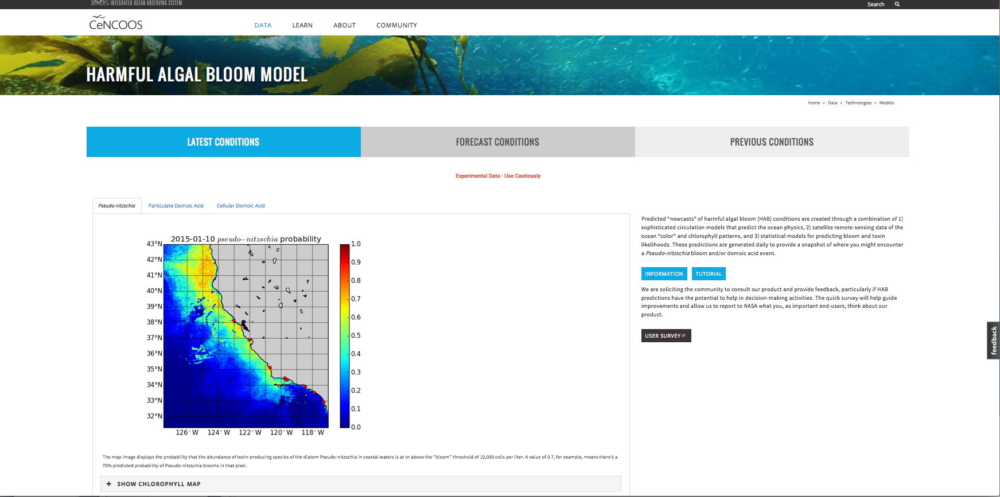 IOOS INTEGRATED OCEAN OBSERVING SYSTEM
Search
CeNCOOS
DATA LEARN ABOUT COMMUNITY
HARMFUL ALGAL BLOOM MODEL
Home > Data > Technologies > Models
LATEST CONDITIONS
FORECAST CONDITIONS
PREVIOUS CONDITIONS
Experimental Data - Use Cautiously
Pseudo-nitzschia
Particulate Domoic Acid
Cellular Domoic Acid
2015-01-10 pseudo-nitzschia probability
43°N
42°N
41°N
40°N
39°N
38°N
37°N
36°N
35°N
34°N
33°N
32°N
126°W 124°W 122°W 120°W 118°W
1.0
0.9
0.8
0.7
0.6
0.5
0.4
0.3
0.2
0.1
0.0
The map image displays the probability that the abundance of toxin-producing species of the diatom Pseudo-nitzschia in coastal waters is at or above the "bloom" threshold of 10,000 cells per liter. A value of 0.7, for example, means there's a
70% predicted probability of Pseudo-nitzschia blooms in that pixel.
+ SHOW CHLOROPHYLL MAP
Predicted “nowcasts” of harmful algal bloom (HAB) conditions are created through a combination of 1)
sophisticated circulation models that predict the ocean physics, 2) satellite remote-sensing data of the
ocean “color” and chlorophyll patterns, and 3) statistical models for predicting bloom and toxin
likelihoods. These predictions are generated daily to provide a snapshot of where you might encounter
a Pseudo-nitzschia bloom and/or domoic acid event.
INFORMATION
TUTORIAL
We are soliciting the community to consult our product and provide feedback, particularly if HAB
predictions have the potential to help in decision-making activities. The quick survey will help guide
improvements and allow us to report to NASA what you, as important end-users, think about our
product.
USER SURVEY
feedback